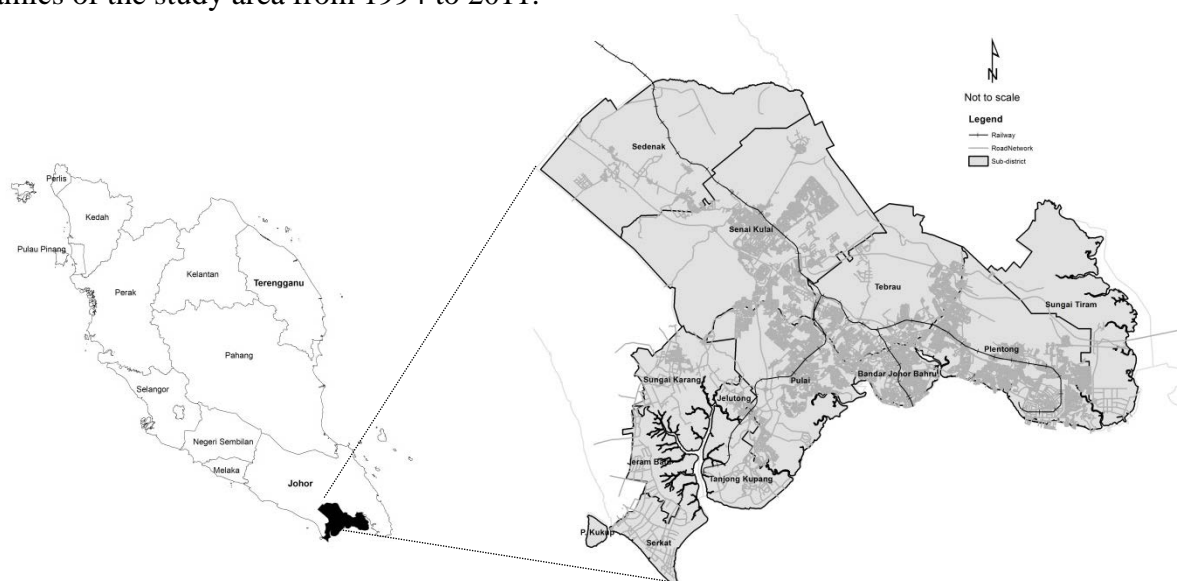 of the study area from 1994 to 2011.
N
Not to scale
Legend
Railway
RoadNetwork
Sub-district
Perlis
Kedah
Pulau Pinang
Perak
Kelantan
Terengganu
Pahang
Selangor
Negeri Sembilan
Melaka
Johor
Sedenak
Senai Kulai
Tebrau
Sungai Tiram
Plentong
Bandar Johor Bahru
Pulai
Sungai Karang
Jelutong
Jeram Batu
Tanjong Kupang
P. Kukup
Serkat